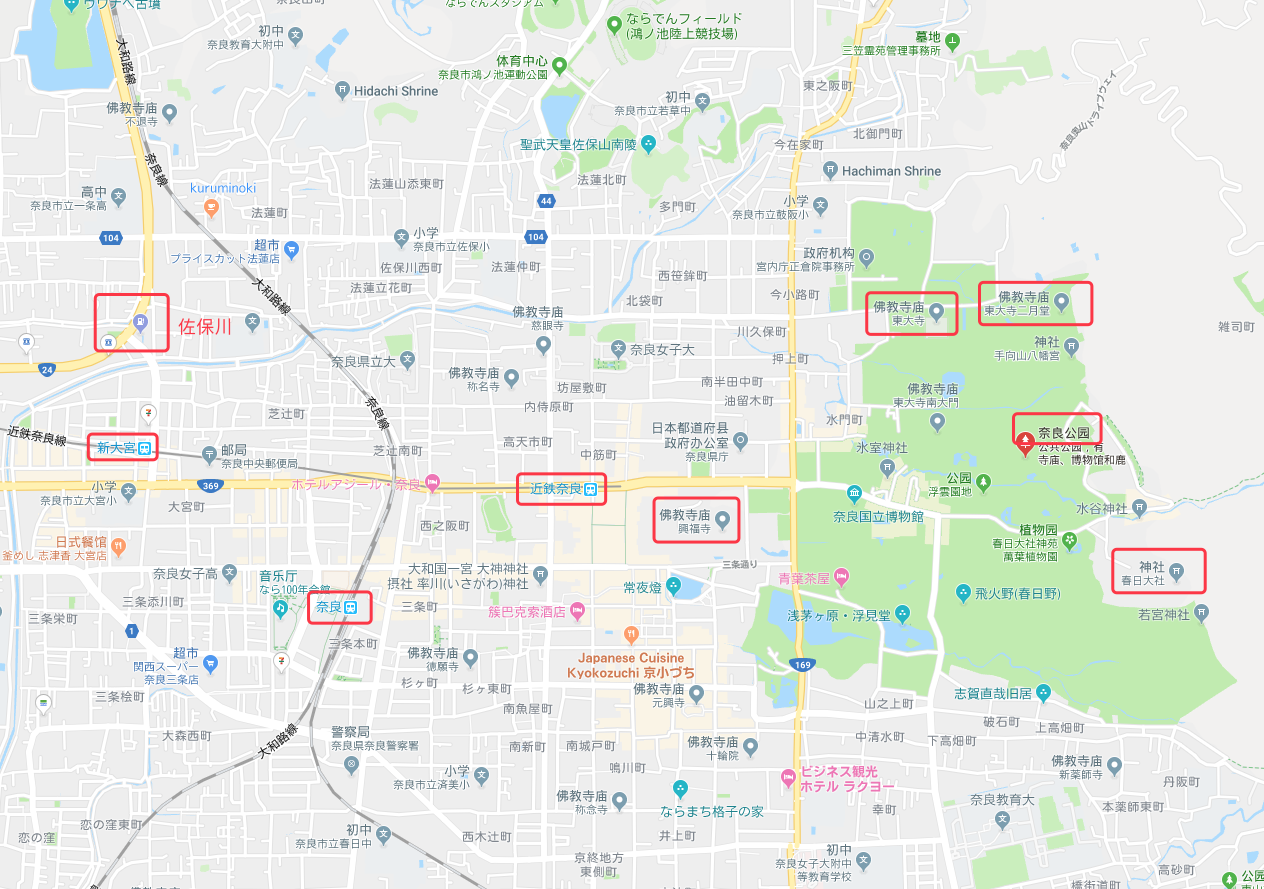 ウワナベ古墳
初中
奈良教育大附中
ならでんスタジアム
ならでんフィールド
(鴻ノ池陸上競技場)
墓地
三笠霊苑管理事務所
大和路線
体育中心
奈良市鴻ノ池運動公園
Hidachi Shrine
佛教寺庙
不退寺
初中
奈良市立若草中
東之阪町
北御門町
今在家町
奈良奥山ドライブウェイ
聖武天皇佐保山南陵
奈良線
Hachiman Shrine
高中
奈良市立一条高
kuruminoki
法蓮山添東町
法蓮北町
法蓮町
44
多門町
小学
奈良市立鼓阪小
104
超市
プライスカット法蓮店
小学
奈良市立佐保小
104
佐保川西町
法蓮仲町
法蓮立花町
大和路線
西笹鉾町
政府机构
宮内庁正倉院事務所
北袋町
今小路町
佛教寺庙
慈眼寺
佛教寺庙
東大寺
佛教寺庙
東大寺二月堂
佐保川
川久保町
雑司町
奈良女子大
押上町
神社
手向山八幡宮
奈良県立大
24
佛教寺庙
称名寺
坊屋敷町
南半田中町
油留木町
佛教寺庙
東大寺南大門
奈良線
芝辻町
内侍原町
水門町
近鉄奈良線
新大宮
邮局
奈良中央郵便局
芝辻南町
高天市町
中筋町
日本都道府县
政府办公室
奈良県庁
氷室神社
奈良公园
公共公园，有
寺庙、博物馆和鹿
小学
奈良市立大宮小
369
ホテルアジール・奈良
近鉄奈良
公园
浮雲園地
大宮町
西之阪町
佛教寺庙
興福寺
奈良国立博物館
水谷神社
日式餐馆
釜めし 志津香 大宮店
植物园
春日大社神苑
萬葉植物園
奈良女子高
音乐厅
なら100年会館
大和国一宮 大神神社
摂社 率川(いさがわ)神社
三条通り
青葉茶屋
神社
春日大社
三条添川町
奈良
三条町
常夜燈
飛火野(春日野)
簇巴克索酒店
浅茅ヶ原・浮見堂
若宮神社
三条栄町
1
三条本町
超市
関西スーパー
奈良三条店
佛教寺庙
徳願寺
Japanese Cuisine
Kyokozuchi 京小づち
169
三条桧町
杉ヶ町
杉ヶ東町
佛教寺庙
元興寺
志賀直哉旧居
南魚屋町
山之上町
破石町
上高畑町
大森西町
大和路線
警察局
奈良県奈良警察署
南新町
南城戸町
佛教寺庙
十輪院
中清水町
下高畑町
小学
奈良市立済美小
鳴川町
ビジネス観光
ホテル ラクヨー
佛教寺庙
新薬師寺
丹阪町
佛教寺庙
称念寺
ならまち格子の家
幸町
奈良教育大
本薬師東町
恋の窪東町
恋の窪
初中
奈良市立春日中
西木辻町
井上町
京終地方
東側町
初中
奈良女子大附中
等教育学校
高砂町
橋街道町
公园